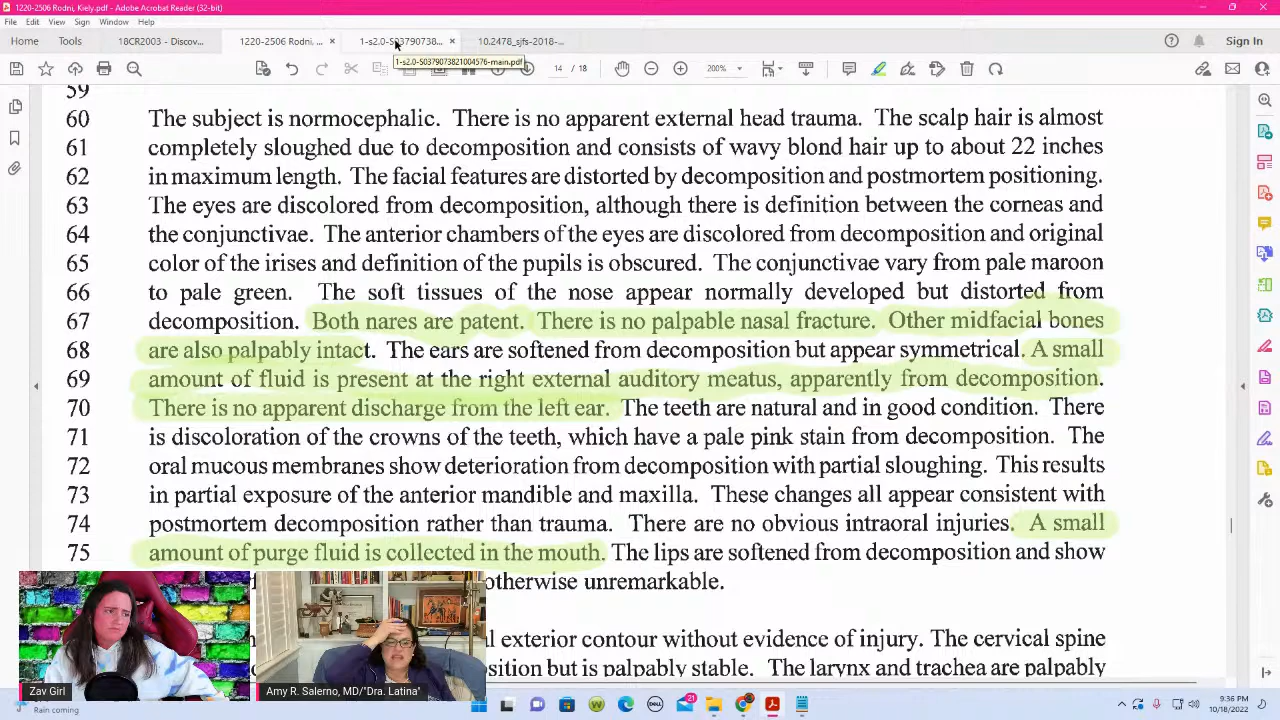 1220-2506 Rodni, Kiely.pdf - Adobe Acrobat Reader (32-bit)
File Edit View Sign Window Help
Home Tools 18CR2003 - Discov... 1220-2506 Rodni, ... × 1-s2.0-S03790738... × 10.2478_sjfs-2018-... Sign In
1-s2.0-S0379073821004576-main.pdf
14 / 18 200%
59
60 The subject is normocephalic. There is no apparent external head trauma. The scalp hair is almost
61 completely sloughed due to decomposition and consists of wavy blond hair up to about 22 inches
62 in maximum length. The facial features are distorted by decomposition and postmortem positioning.
63 The eyes are discolored from decomposition, although there is definition between the corneas and
64 the conjunctivae. The anterior chambers of the eyes are discolored from decomposition and original
65 color of the irises and definition of the pupils is obscured. The conjunctivae vary from pale maroon
66 to pale green. The soft tissues of the nose appear normally developed but distorted from
67 decomposition. Both nares are patent. There is no palpable nasal fracture. Other midfacial bones
68 are also palpably intact. The ears are softened from decomposition but appear symmetrical. A small
69 amount of fluid is present at the right external auditory meatus, apparently from decomposition.
70 There is no apparent discharge from the left ear. The teeth are natural and in good condition. There
71 is discoloration of the crowns of the teeth, which have a pale pink stain from decomposition. The
72 oral mucous membranes show deterioration from decomposition with partial sloughing. This results
73 in partial exposure of the anterior mandible and maxilla. These changes all appear consistent with
74 postmortem decomposition rather than trauma. There are no obvious intraoral injuries. A small
75 amount of purge fluid is collected in the mouth. The lips are softened from decomposition and show
otherwise unremarkable.
exterior contour without evidence of injury. The cervical spine
but is palpably stable. The larynx and trachea are palpably
Zav Girl
Amy R. Salerno, MD/"Dra. Latina"
Rain coming
DELL
21
9:36 PM
10/18/2022